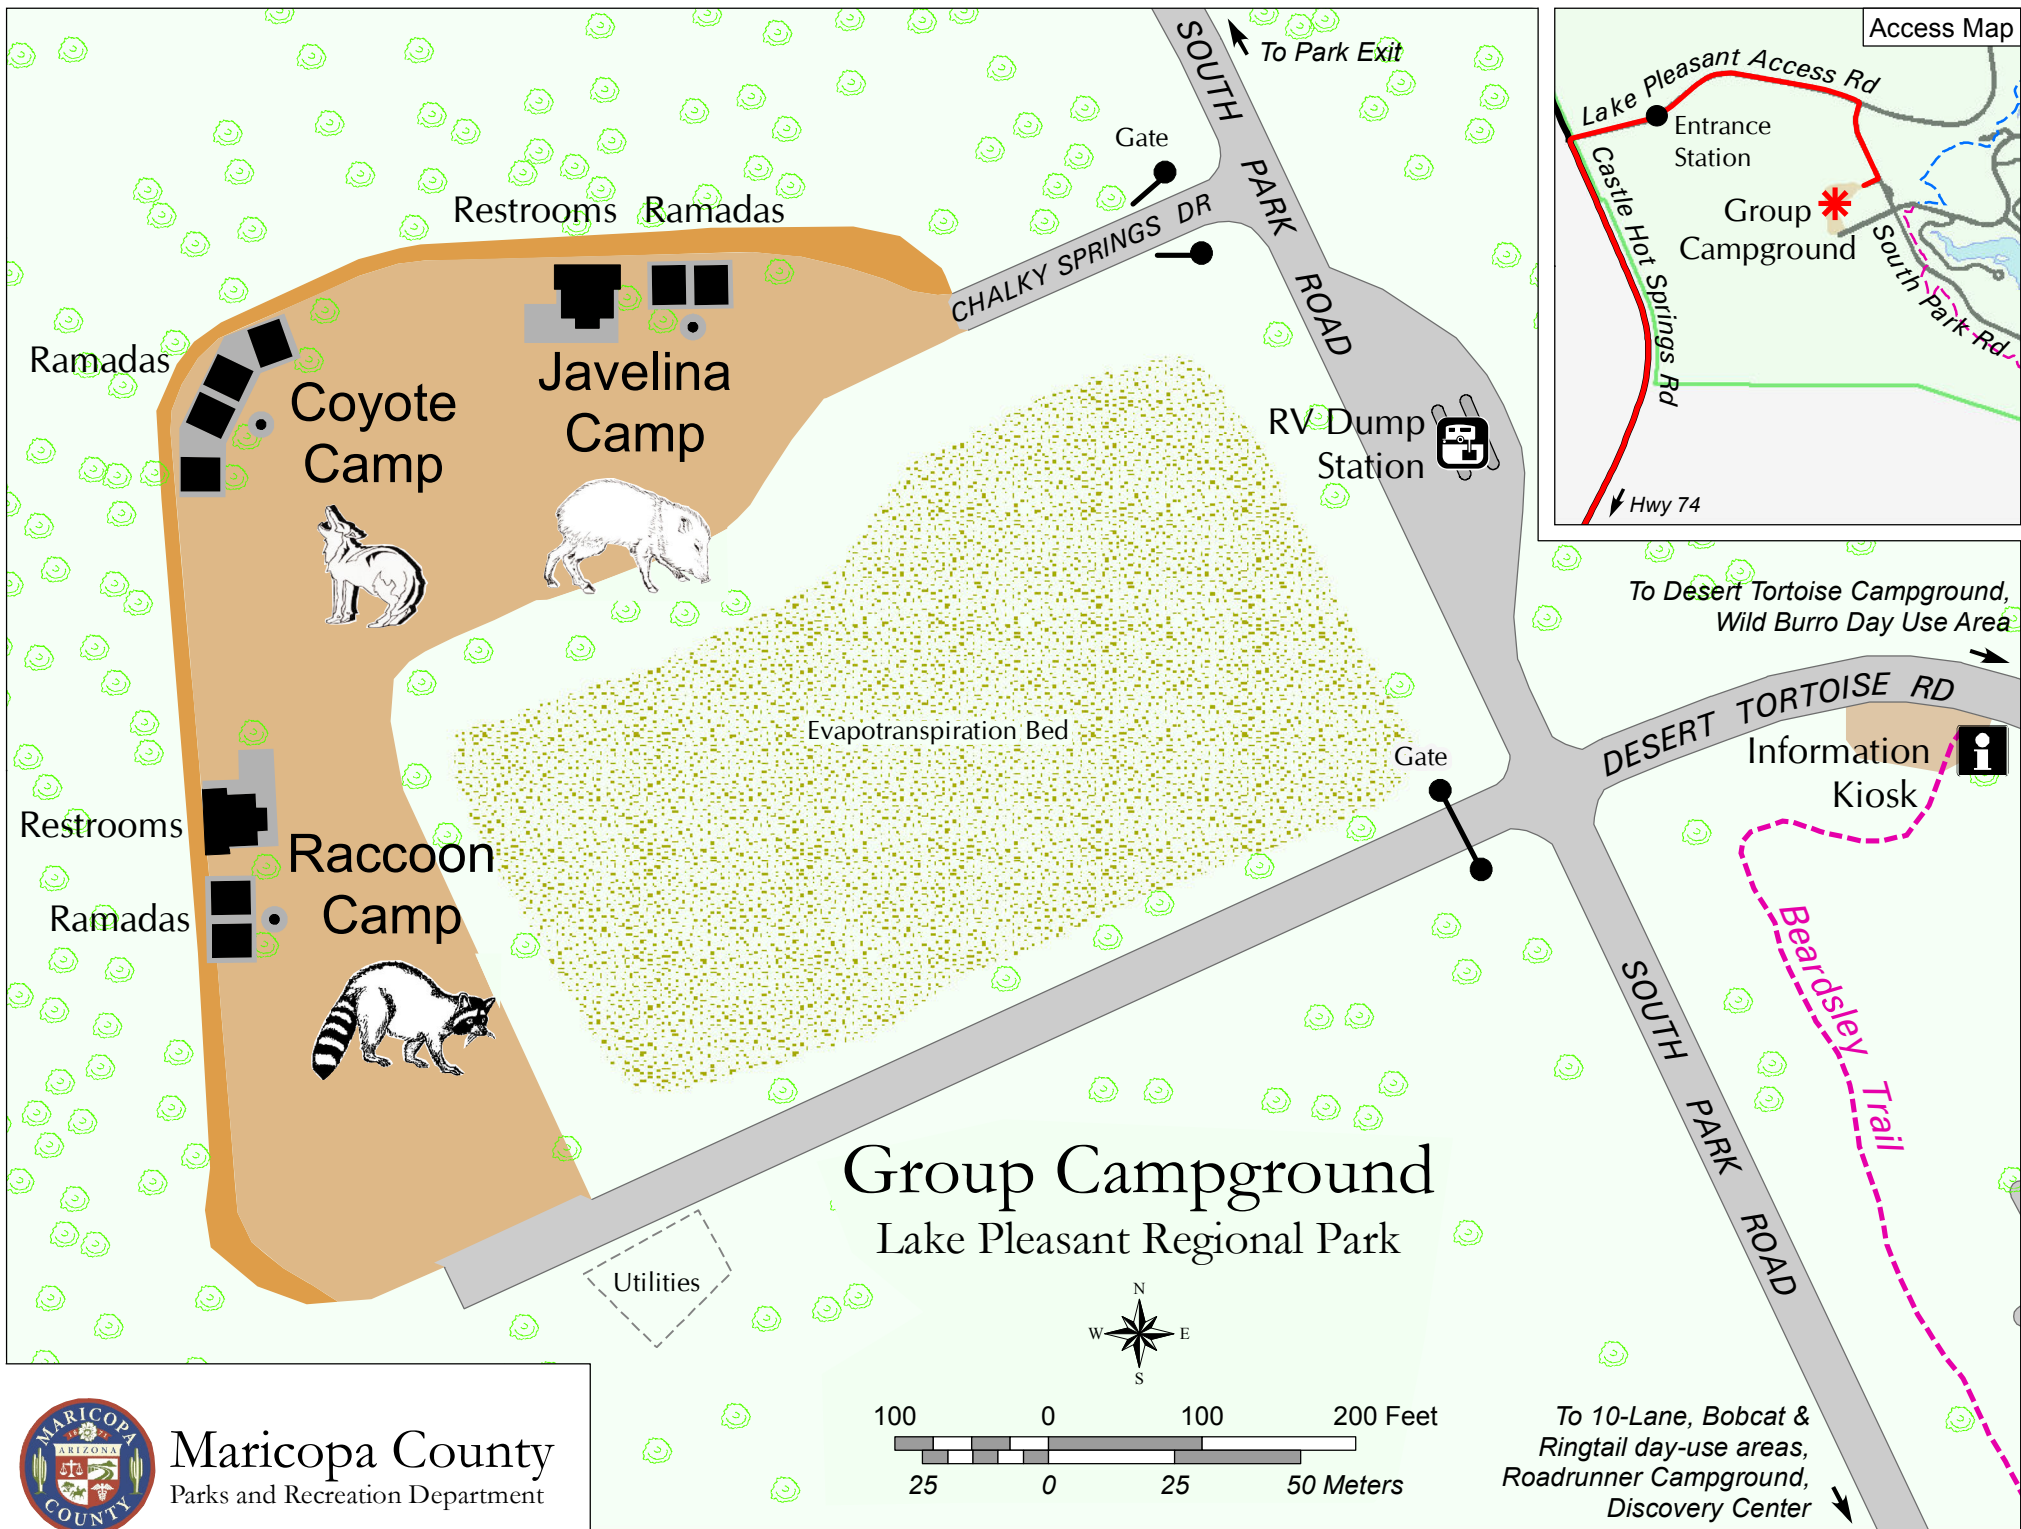 SOUTH PARK ROAD
To Park Exit
Gate
CHALKY SPRINGS DR
Restrooms
Ramadas
Ramadas
Coyote
Camp
Javelina
Camp
RV Dump
Station
Access Map
Lake Pleasant Access Rd
Entrance
Station
Castle Hot Springs Rd
Group
Campground
South Park Rd
Hwy 74
To Desert Tortoise Campground,
Wild Burro Day Use Area
DESERT TORTOISE RD
Information
Kiosk
i
Evapotranspiration Bed
Gate
Restrooms
Ramadas
Raccoon
Camp
Beardsley Trail
SOUTH PARK ROAD
Group Campground
Lake Pleasant Regional Park
Utilities
N
W E
S
100 0 100 200 Feet
25 0 25 50 Meters
To 10-Lane, Bobcat &
Ringtail day-use areas,
Roadrunner Campground,
Discovery Center
MARICOPA
1871
ARIZONA
COUNTY
Maricopa County
Parks and Recreation Department